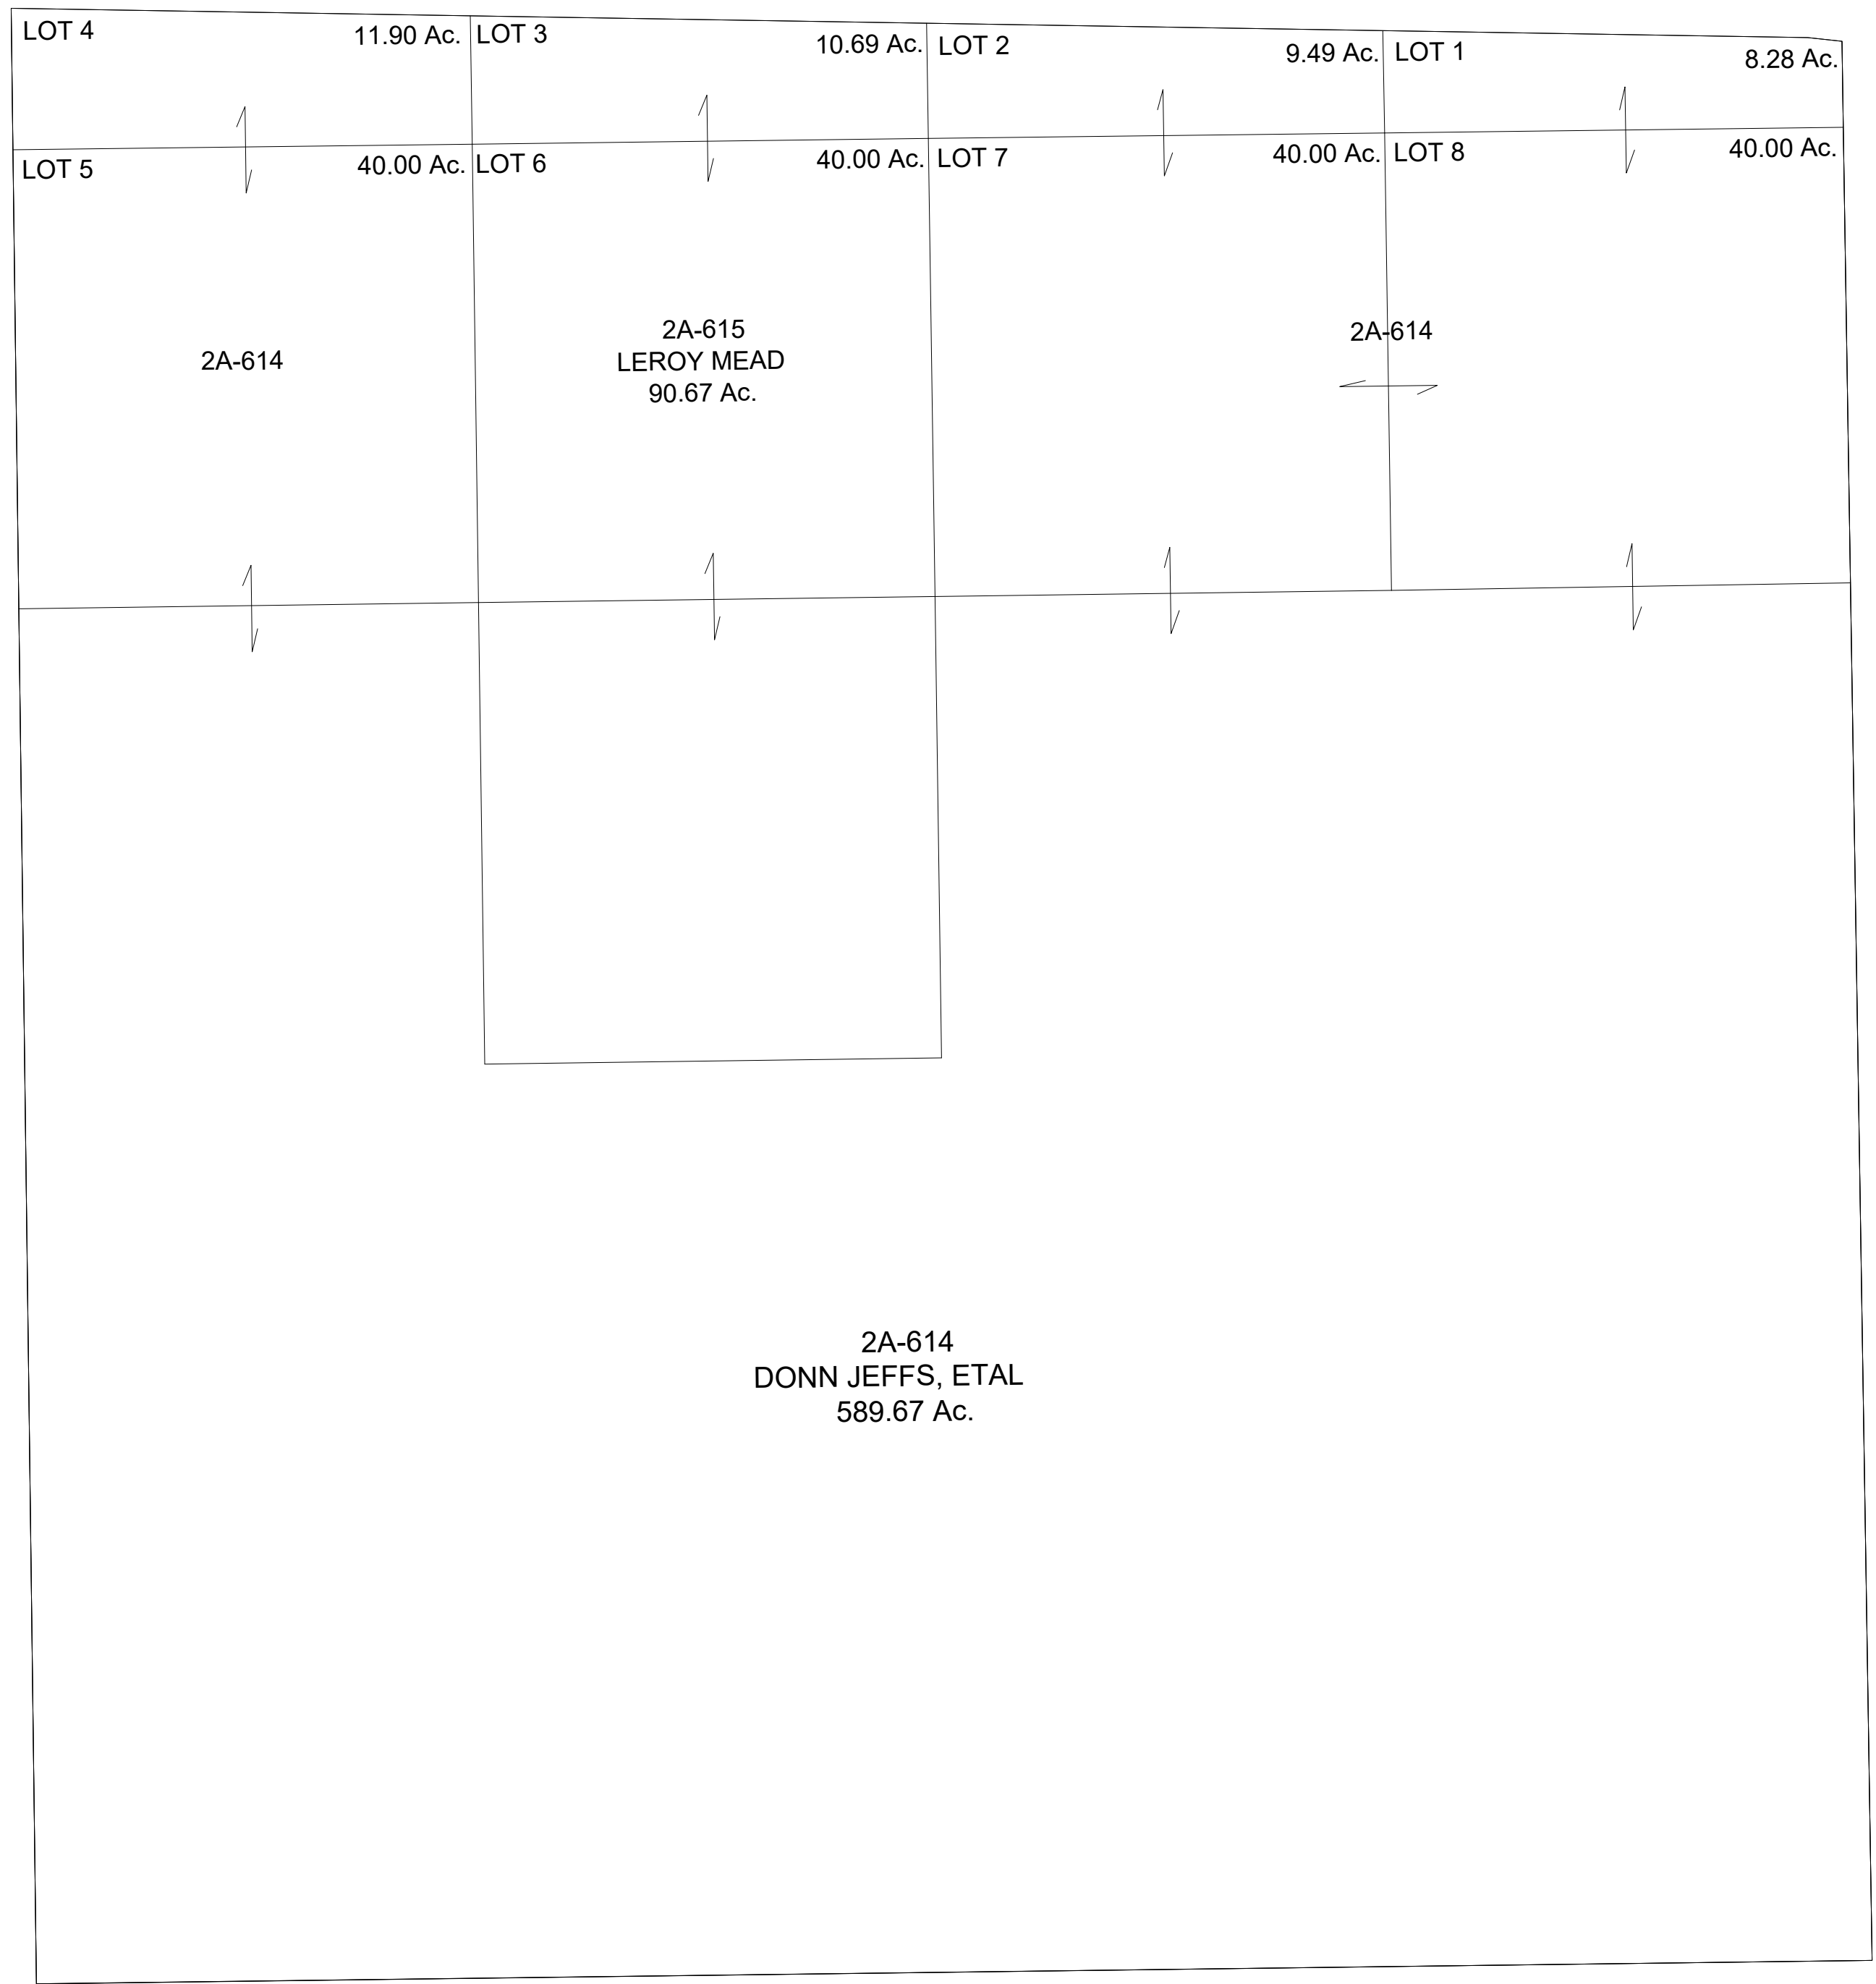 LOT 4 11.90 Ac. LOT 3 10.69 Ac. LOT 2 9.49 Ac. LOT 1 8.28 Ac.
LOT 5 40.00 Ac. LOT 6 40.00 Ac. LOT 7 40.00 Ac. LOT 8 40.00 Ac.
2A-614
2A-615
LEROY MEAD
90.67 Ac.
2A-614
2A-614
DONN JEFFS, ETAL
589.67 Ac.